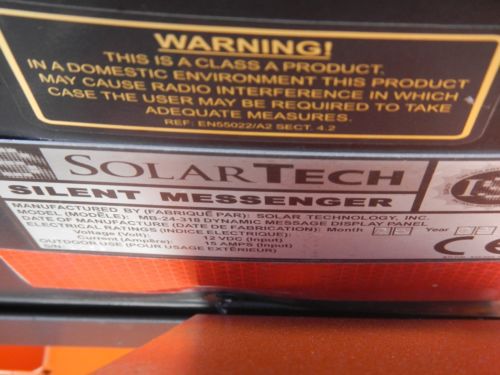 WARNING!
THIS IS A CLASS A PRODUCT.
IN A DOMESTIC ENVIRONMENT THIS PRODUCT
MAY CAUSE RADIO INTERFERENCE IN WHICH
CASE THE USER MAY BE REQUIRED TO TAKE
ADEQUATE MEASURES.
REF: EN55022/A2 SECT. 4.2
SOLARTECH
SILENT MESSENGER
MANUFACTURED BY (FABRIQUÉ PAR): SOLAR TECHNOLOGY, INC.
MODEL (MODÈLE): MB-24-318 DYNAMIC MESSAGE DISPLAY PANEL
DATE OF MANUFACTURE (DATE DE FABRICATION): Month Year
ELECTRICAL RATINGS (INDICE ELECTRIQUE):
Voltage (Volt): 12 VDC (Input)
Current (Ampère): 15 AMPS (Input)
OUTDOOR USE (POUR USAGE EXTÉRIEUR)
S/N:
CE